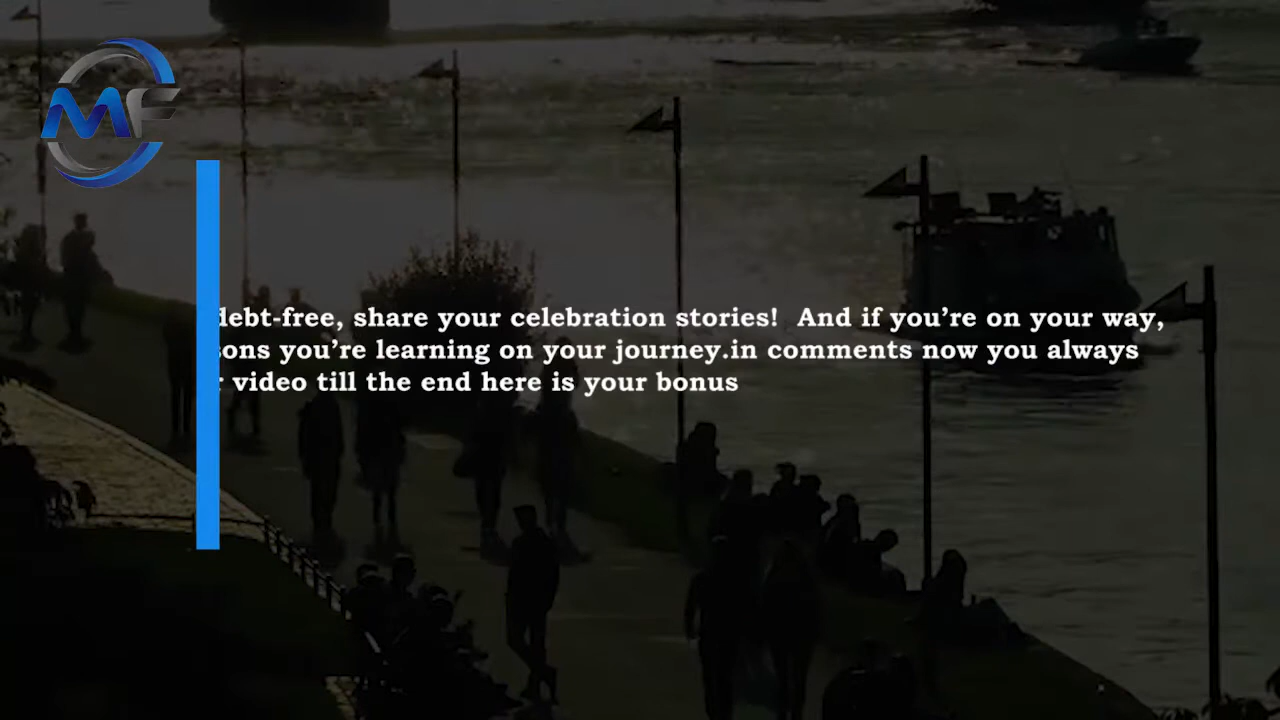 MF
debt-free, share your celebration stories! And if you’re on your way,
you’re learning on your journey.in comments now you always
video till the end here is your bonus